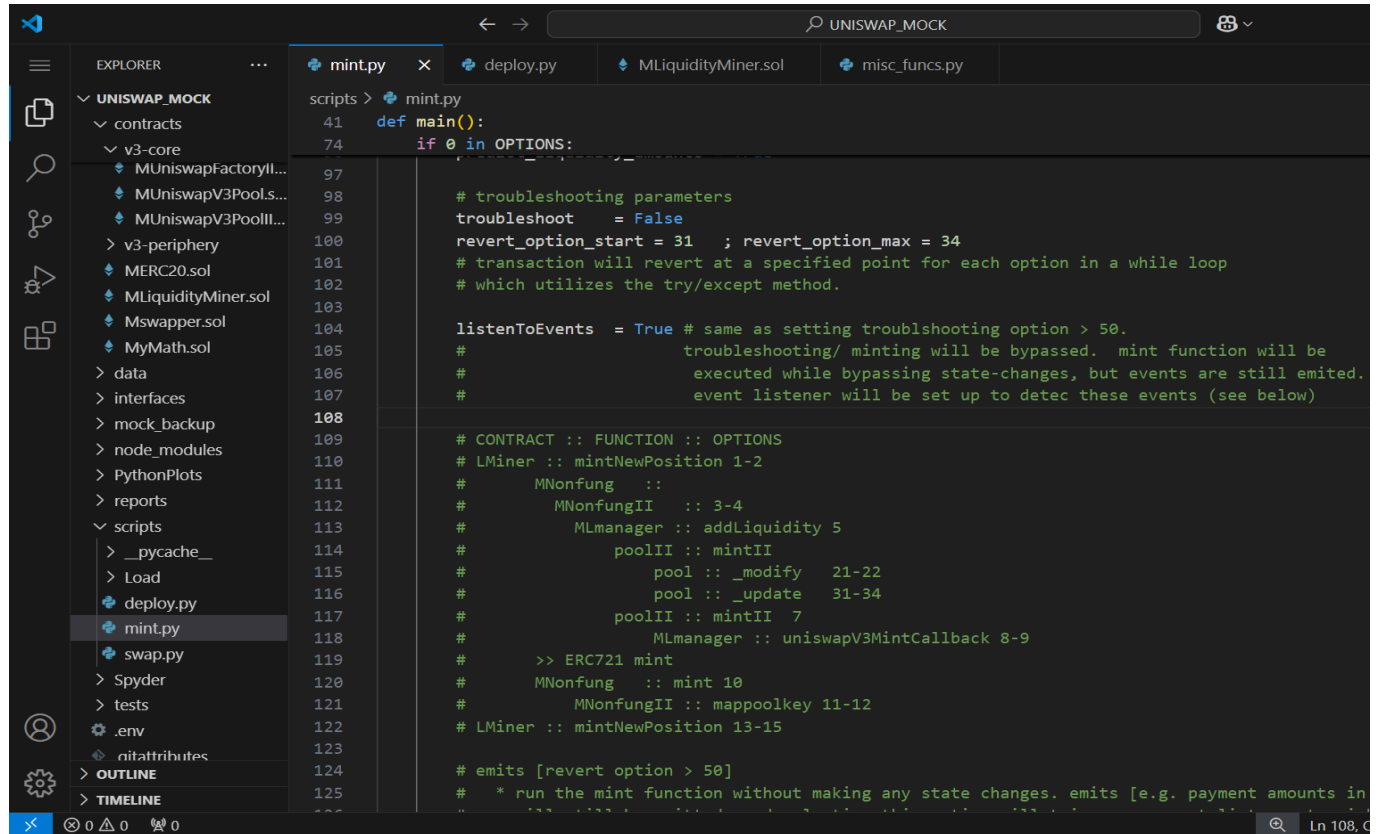 UNISWAP_MOCK
EXPLORER
UNISWAP_MOCK
contracts
v3-core
MUniswapFactoryII...
MUniswapV3Pool.s...
MUniswapV3PoolII...
v3-periphery
MERC20.sol
MLiquidityMiner.sol
Mswapper.sol
MyMath.sol
data
interfaces
mock_backup
node_modules
PythonPlots
reports
scripts
__pycache__
Load
deploy.py
mint.py
swap.py
Spyder
tests
.env
.gitattributes
OUTLINE
TIMELINE
mint.py deploy.py MLiquidityMiner.sol misc_funcs.py
scripts > mint.py
41 def main():
74 if 0 in OPTIONS:
97
98 # troubleshooting parameters
99 troubleshoot = False
100 revert_option_start = 31 ; revert_option_max = 34
101 # transaction will revert at a specified point for each option in a while loop
102 # which utilizes the try/except method.
103
104 listenToEvents = True # same as setting troublshooting option > 50.
105 # troubleshooting/ minting will be bypassed. mint function will be
106 # executed while bypassing state-changes, but events are still emited.
107 # event listener will be set up to detec these events (see below)
108
109 # CONTRACT :: FUNCTION :: OPTIONS
110 # LMiner :: mintNewPosition 1-2
111 # MNonfung ::
112 # MNonfungII :: 3-4
113 # MLmanager :: addLiquidity 5
114 # poolII :: mintII
115 # pool :: _modify 21-22
116 # pool :: _update 31-34
117 # poolII :: mintII 7
118 # MLmanager :: uniswapV3MintCallback 8-9
119 # >> ERC721 mint
120 # MNonfung :: mint 10
121 # MNonfungII :: mappoolkey 11-12
122 # LMiner :: mintNewPosition 13-15
123
124 # emits [revert option > 50]
125 # * run the mint function without making any state changes. emits [e.g. payment amounts in
0 0 0
Ln 108,